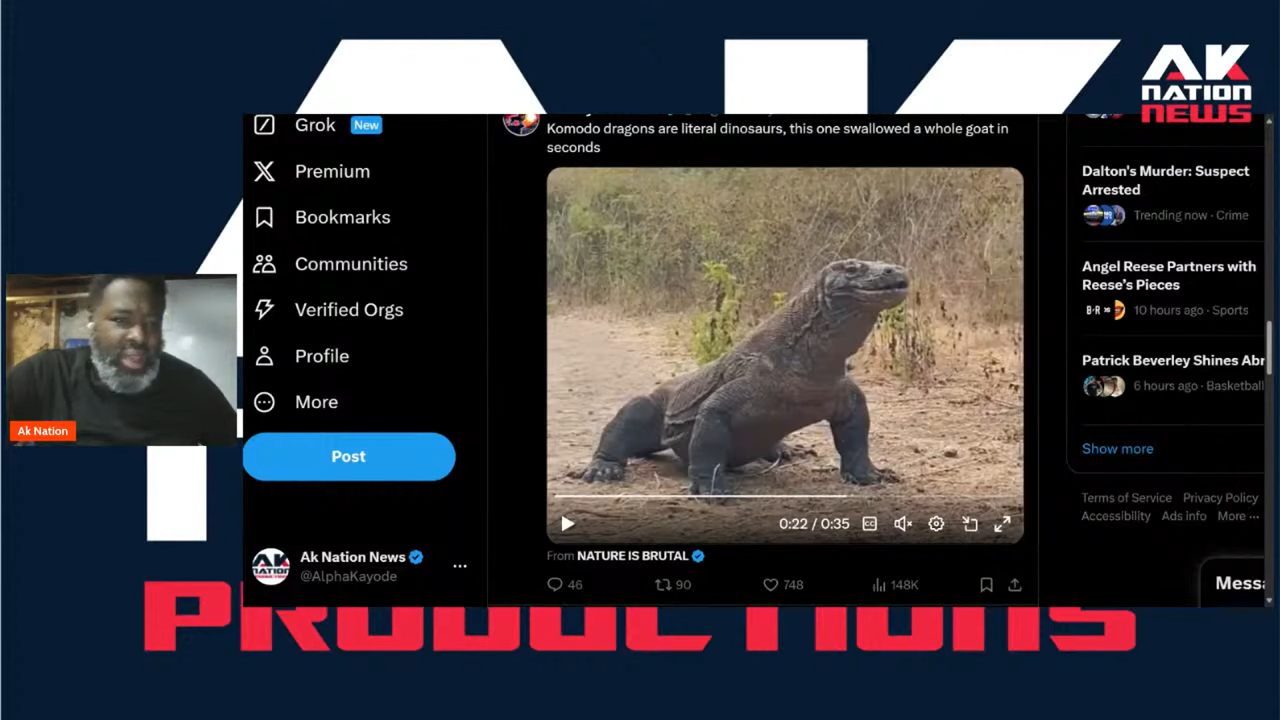 AK
NATION
NEWS
Grok New
Premium
Bookmarks
Communities
Verified Orgs
Profile
More
Post
Ak Nation News
@AlphaKayode
Komodo dragons are literal dinosaurs, this one swallowed a whole goat in
seconds
0:22 / 0:35
From NATURE IS BRUTAL
46
90
748
148K
Dalton's Murder: Suspect
Arrested
Trending now · Crime
Angel Reese Partners with
Reese's Pieces
10 hours ago · Sports
Patrick Beverley Shines
6 hours ago · Basketball
Show more
Terms of Service Privacy Policy
Accessibility Ads info More ···
Ak Nation
PRODUCTIONS